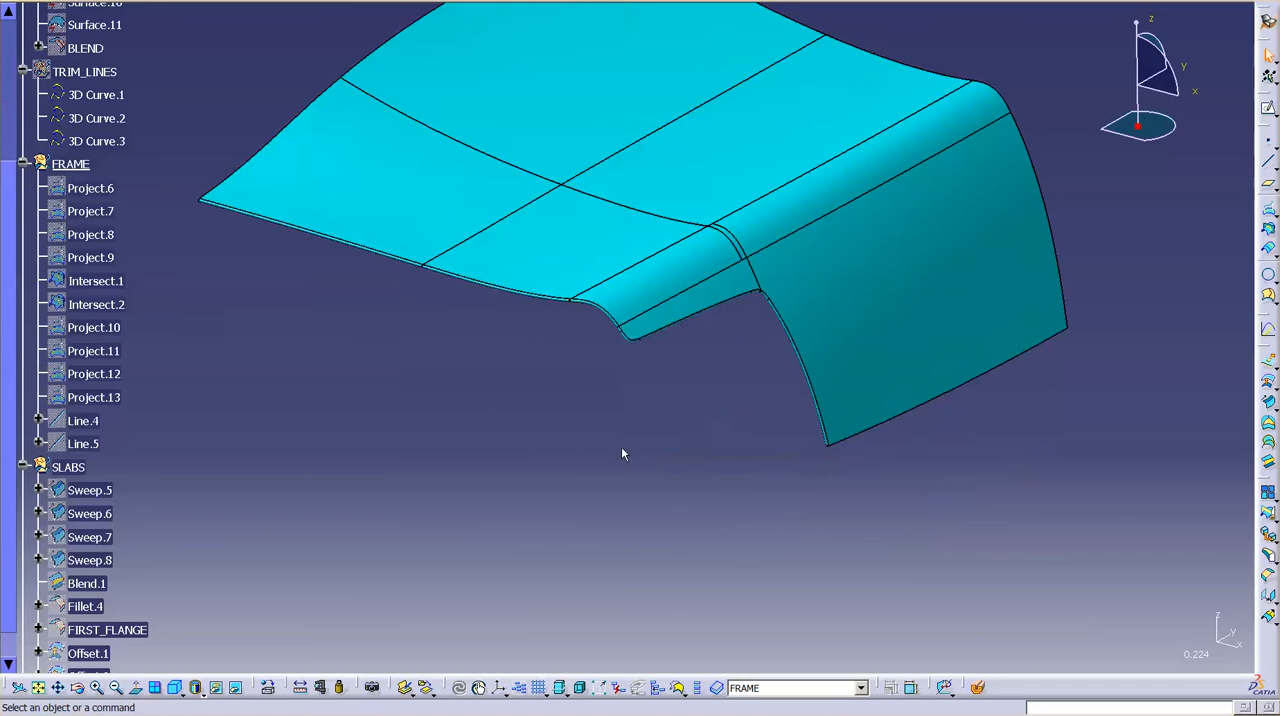 Surface.10
Surface.11
BLEND
TRIM_LINES
3D Curve.1
3D Curve.2
3D Curve.3
FRAME
Project.6
Project.7
Project.8
Project.9
Intersect.1
Intersect.2
Project.10
Project.11
Project.12
Project.13
Line.4
Line.5
SLABS
Sweep.5
Sweep.6
Sweep.7
Sweep.8
Blend.1
Fillet.4
FIRST_FLANGE
Offset.1
z
y
x
z
y
x
0.224
FRAME
CATIA
Select an object or a command